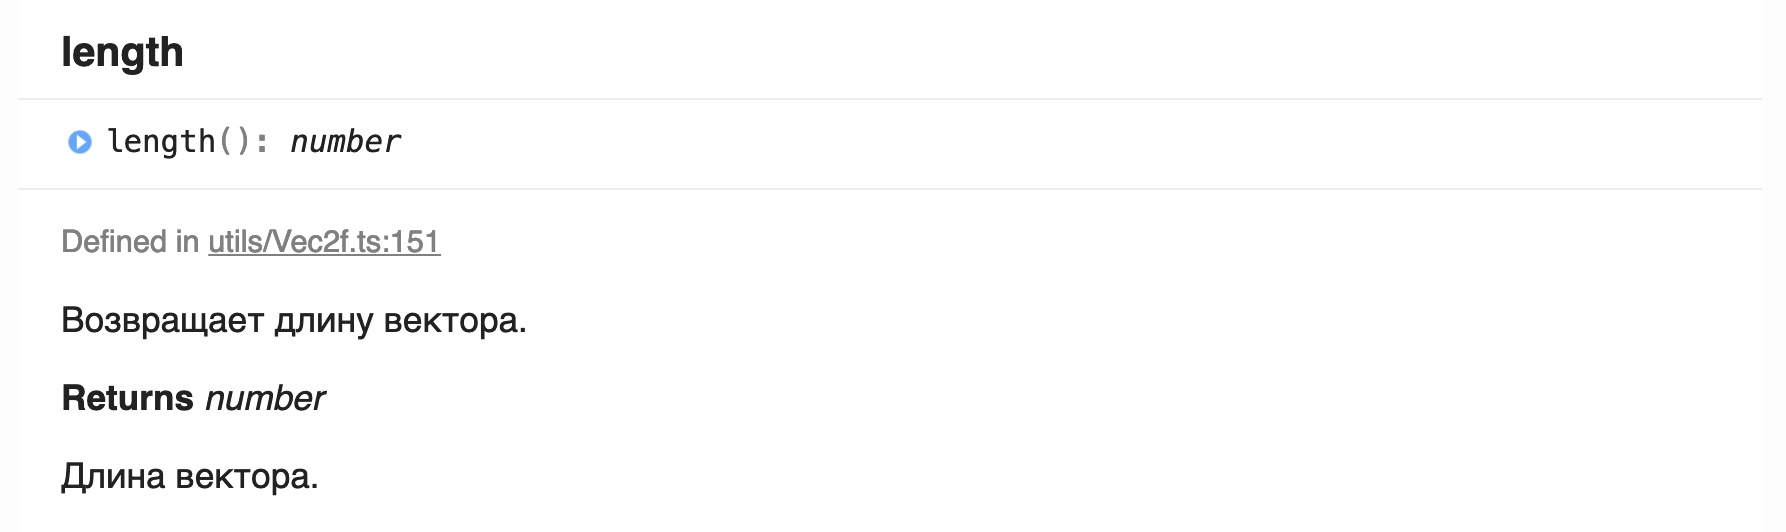 length
length(): number
Defined in utils/Vec2f.ts:151
Возвращает длину вектора.
Returns number
Длина вектора.